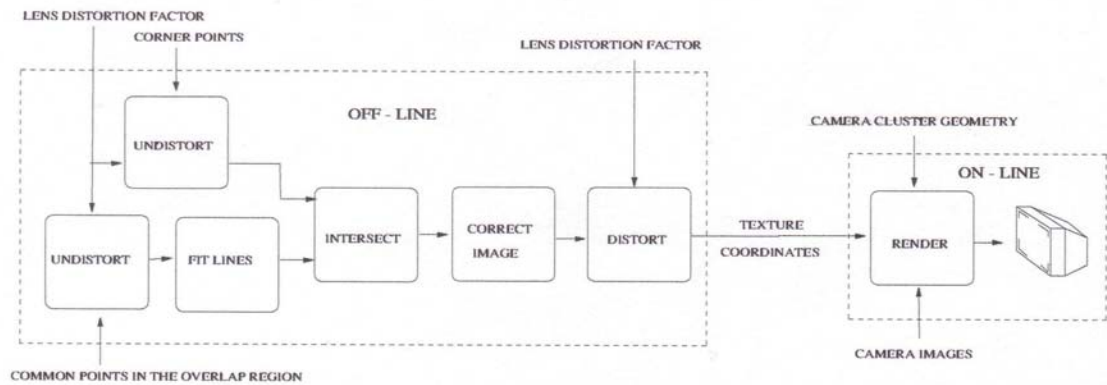 LENS DISTORTION FACTOR
CORNER POINTS
LENS DISTORTION FACTOR
OFF - LINE
UNDISTORT
CAMERA CLUSTER GEOMETRY
ON - LINE
UNDISTORT
FIT LINES
INTERSECT
CORRECT
IMAGE
DISTORT
TEXTURE
COORDINATES
RENDER
CAMERA IMAGES
COMMON POINTS IN THE OVERLAP REGION